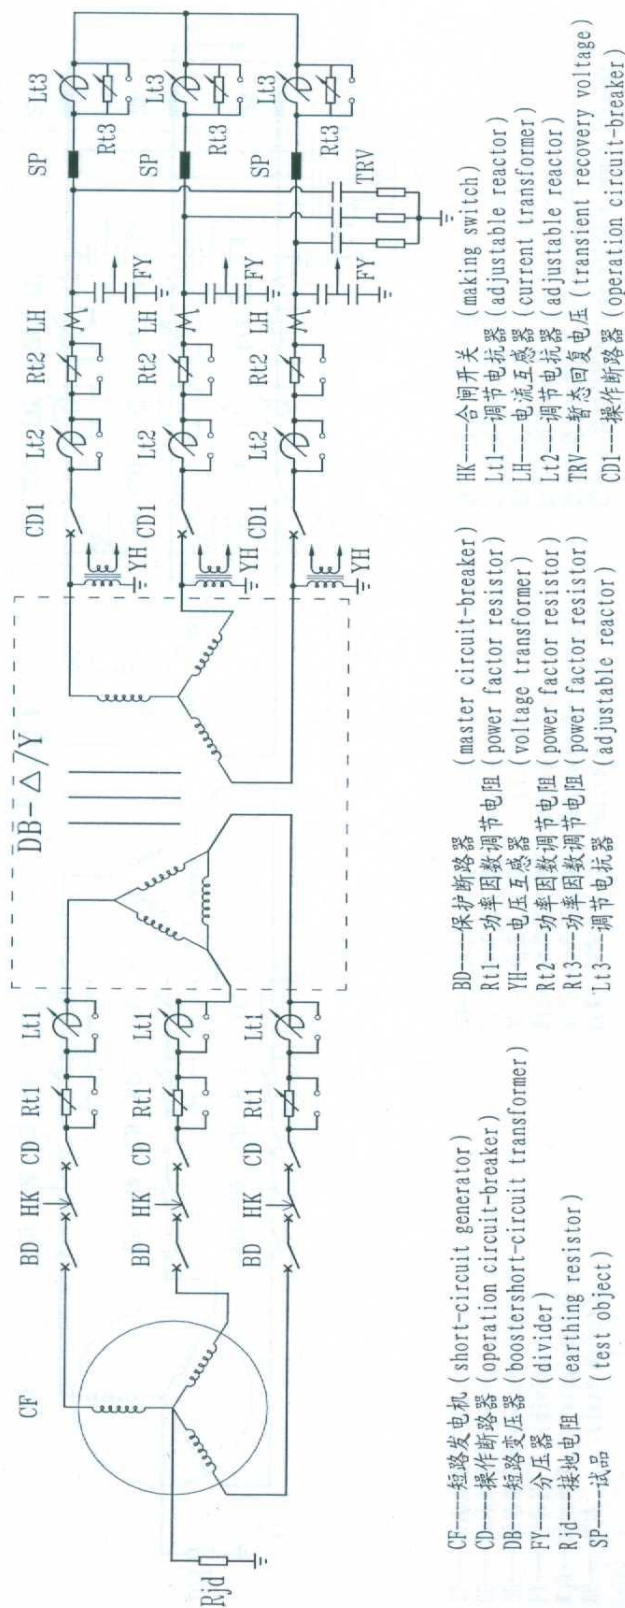 CF
Rjd
BD
HK
CD
Rt1
Lt1
BD
HK
CD
Rt1
Lt1
BD
HK
CD
Rt1
Lt1
DB-△/Y
YH
CD1
Lt2
Rt2
LH
FY
SP
Lt3
Rt3
YH
CD1
Lt2
Rt2
LH
FY
SP
Lt3
Rt3
YH
CD1
Lt2
Rt2
LH
FY
TRV
SP
Lt3
Rt3
CF----短路发电机 (short-circuit generator)
CD----操作断路器 (operation circuit-breaker)
DB----短路变压器 (boostershort-circuit transformer)
FY----分压器 (divider)
Rjd---接地电阻 (earthing resistor)
SP----试品 (test object)
BD----保护断路器 (master circuit-breaker)
Rt1---功率因数调节电阻 (power factor resistor)
YH----电压互感器 (voltage transformer)
Rt2---功率因数调节电阻 (power factor resistor)
Rt3---功率因数调节电阻 (power factor resistor)
Lt3---调节电抗器 (adjustable reactor)
HK----合闸开关 (making switch)
Lt1---调节电抗器 (adjustable reactor)
LH----电流互感器 (current transformer)
Lt2---调节电抗器 (adjustable reactor)
TRV---暂态回复电压 (transient recovery voltage)
CD1---操作断路器 (operation circuit-breaker)